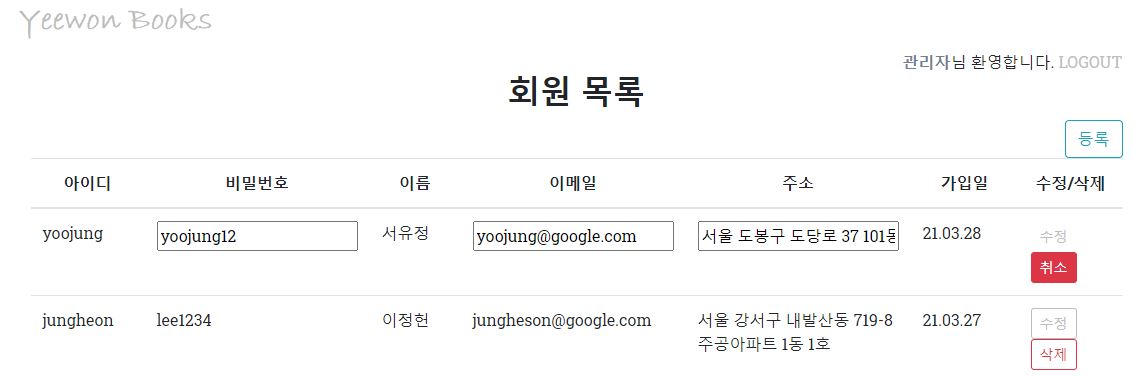 Yeewon Books
관리자님 환영합니다. LOGOUT
회원 목록
등록
아이디 비밀번호 이름 이메일 주소 가입일 수정/삭제
yoojung yoojung12 서유정 yoojung@google.com 서울 도봉구 도당로 37 101동 21.03.28 수정
취소
jungheon lee1234 이정헌 jungheson@google.com 서울 강서구 내발산동 719-8 21.03.27 수정
주공아파트 1동 1호 삭제